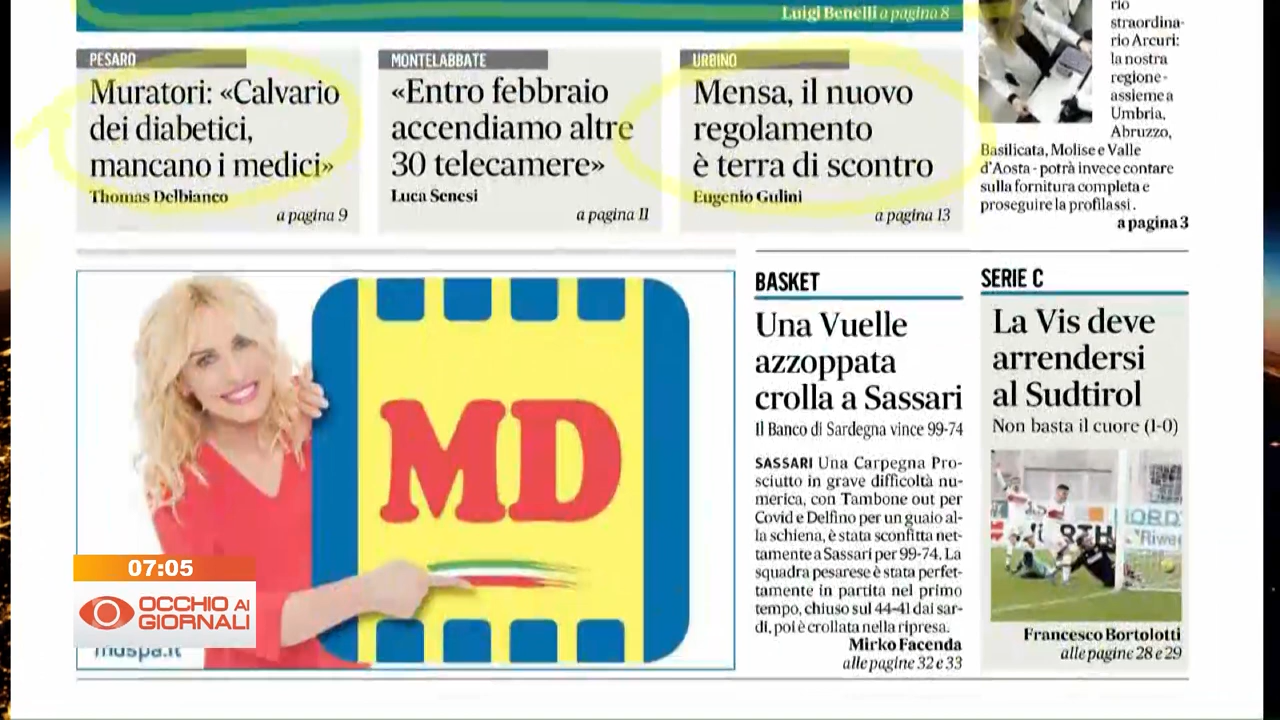 Luigi Benelli a pagina 8
PESARO
Muratori: «Calvario
dei diabetici,
mancano i medici»
Thomas Delbianco
a pagina 9
MONTELABBATE
«Entro febbraio
accendiamo altre
30 telecamere»
Luca Senesi
a pagina 11
URBINO
Mensa, il nuovo
regolamento
è terra di scontro
Eugenio Gulini
a pagina 13
rio
straordina-
rio Arcuri:
la nostra
regione -
assieme a
Umbria,
Abruzzo,
Basilicata, Molise e Valle
d'Aosta - potrà invece contare
sulla fornitura completa e
proseguire la profilassi.
a pagina 3
MD
mdspa.it
07:05
OCCHIO AI
GIORNALI
BASKET
Una Vuelle
azzoppata
crolla a Sassari
Il Banco di Sardegna vince 99-74
SASSARI Una Carpegna Pro-
sciutto in grave difficoltà nu-
merica, con Tambone out per
Covid e Delfino per un guaio al-
la schiena, è stata sconfitta net-
tamente a Sassari per 99-74. La
squadra pesarese è stata perfet-
tamente in partita nel primo
tempo, chiuso sul 44-41 dai sar-
di, poi è crollata nella ripresa.
Mirko Facenda
alle pagine 32 e 33
SERIE C
La Vis deve
arrendersi
al Sudtirol
Non basta il cuore (1-0)
Francesco Bortolotti
alle pagine 28 e 29